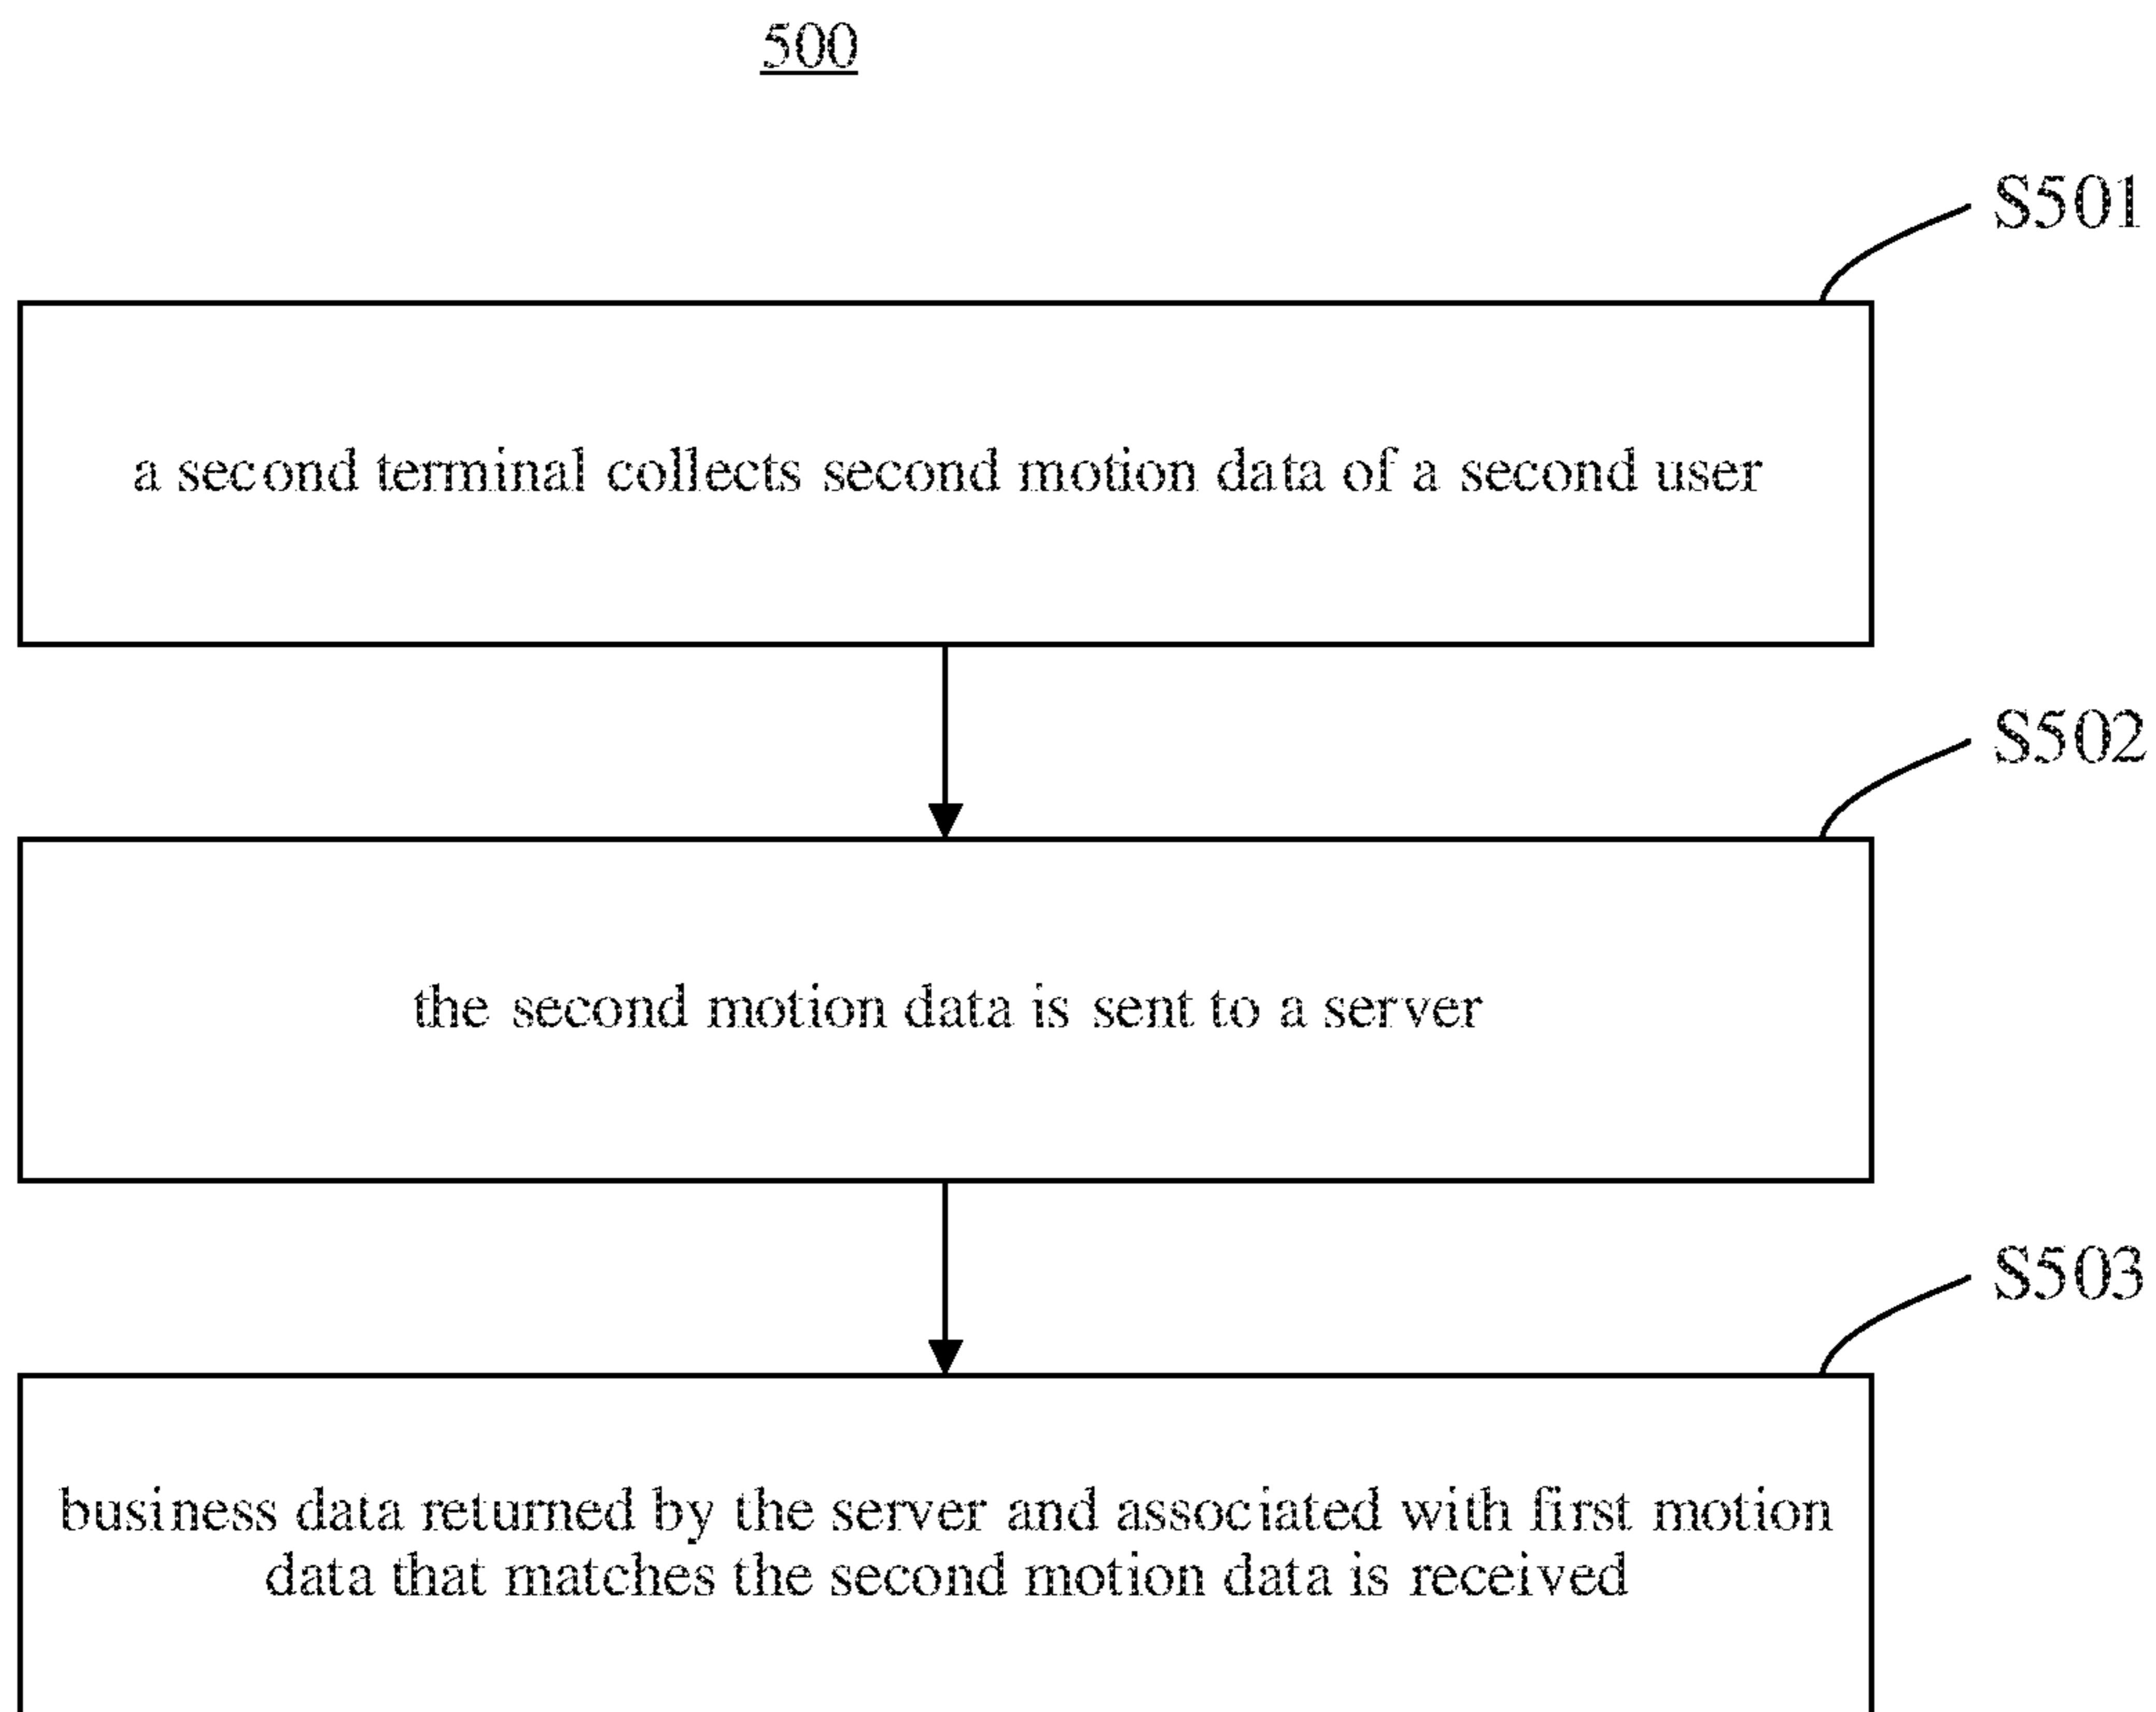 500
S501
a second terminal collects second motion data of a second user
S502
the second motion data is sent to a server
S503
business data returned by the server and associated with first motion
data that matches the second motion data is received